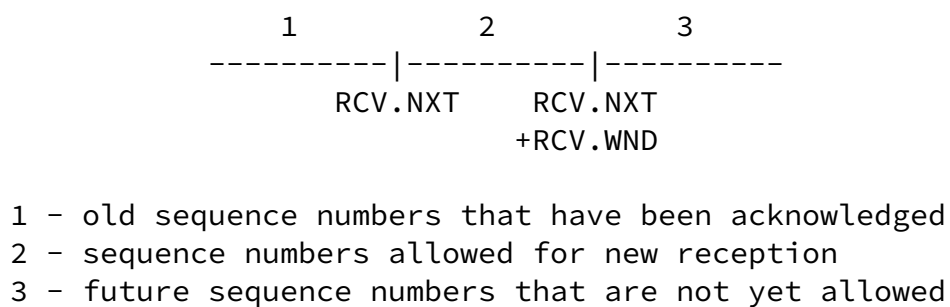 1 2 3
----------|----------|----------
RCV.NXT RCV.NXT
+RCV.WND
1 - old sequence numbers that have been acknowledged
2 - sequence numbers allowed for new reception
3 - future sequence numbers that are not yet allowed